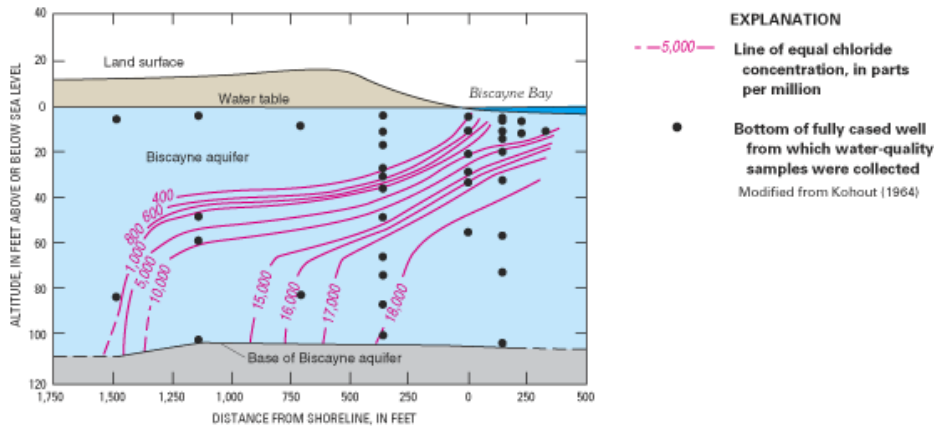 40
20
0
20
40
60
80
100
120
ALTITUDE, IN FEET ABOVE OR BELOW SEA LEVEL
Land surface
Water table
Biscayne Bay
Biscayne aquifer
400
600
800
1,000
5,000
10,000
15,000
16,000
17,000
18,000
Base of Biscayne aquifer
1,750 1,500 1,250 1,000 750 500 250 0 250 500
DISTANCE FROM SHORELINE, IN FEET
EXPLANATION
5,000
Line of equal chloride
concentration, in parts
per million
Bottom of fully cased well
from which water-quality
samples were collected
Modified from Kohout (1964)